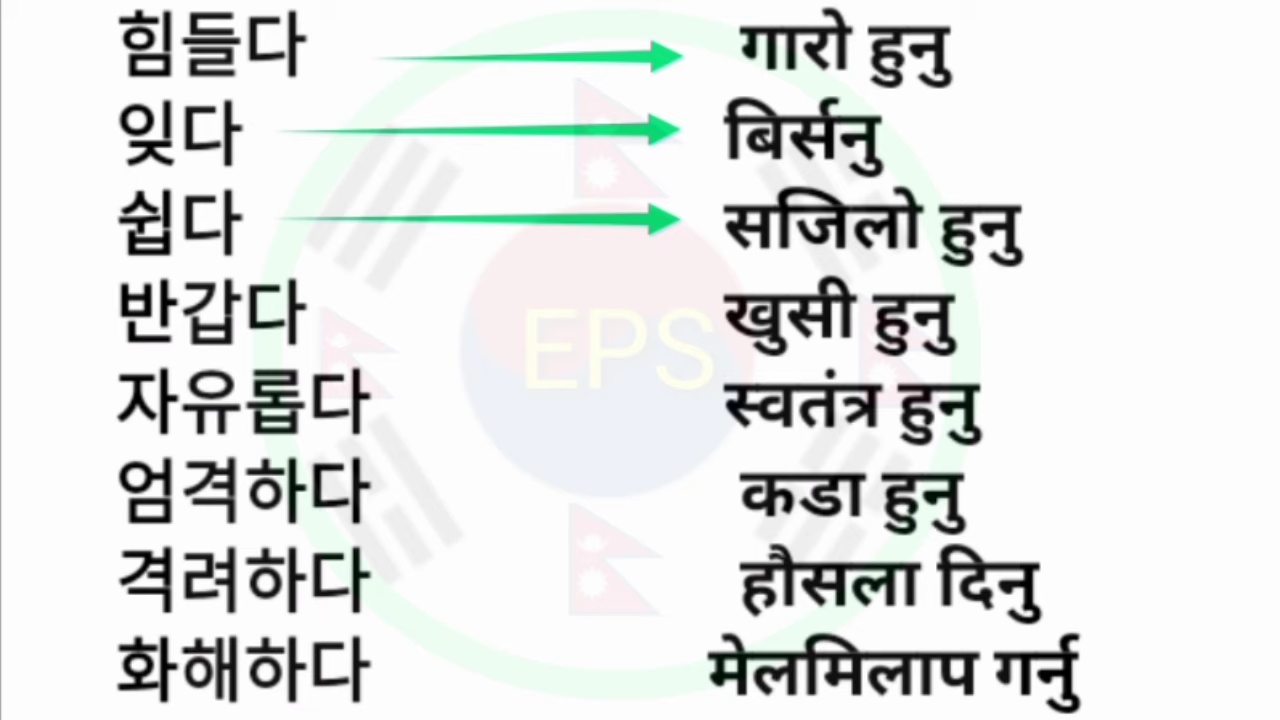 힘들다 गारो हुनु
잊다 बिर्सनु
쉽다 सजिलो हुनु
반갑다 खुसी हुनु
EPS
자유롭다 स्वतंत्र हुनु
엄격하다 कडा हुनु
격려하다 हौसला दिनु
화해하다 मेलमिलाप गर्नु